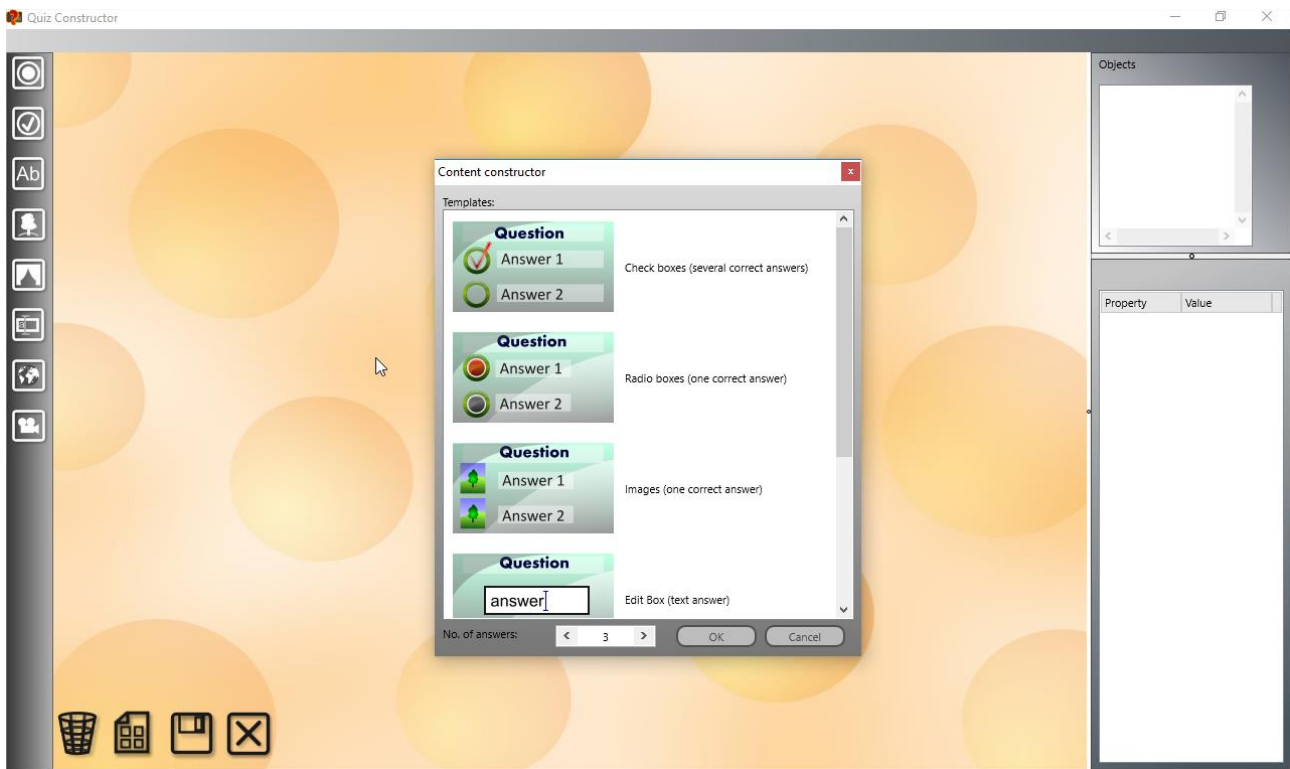 Quiz Constructor
Objects
Ab
Content constructor
Templates:
Question
Answer 1
Answer 2
Check boxes (several correct answers)
Question
Answer 1
Answer 2
Radio boxes (one correct answer)
Question
Answer 1
Answer 2
Images (one correct answer)
Question
answer
Edit Box (text answer)
No. of answers:
3
OK
Cancel
Property Value